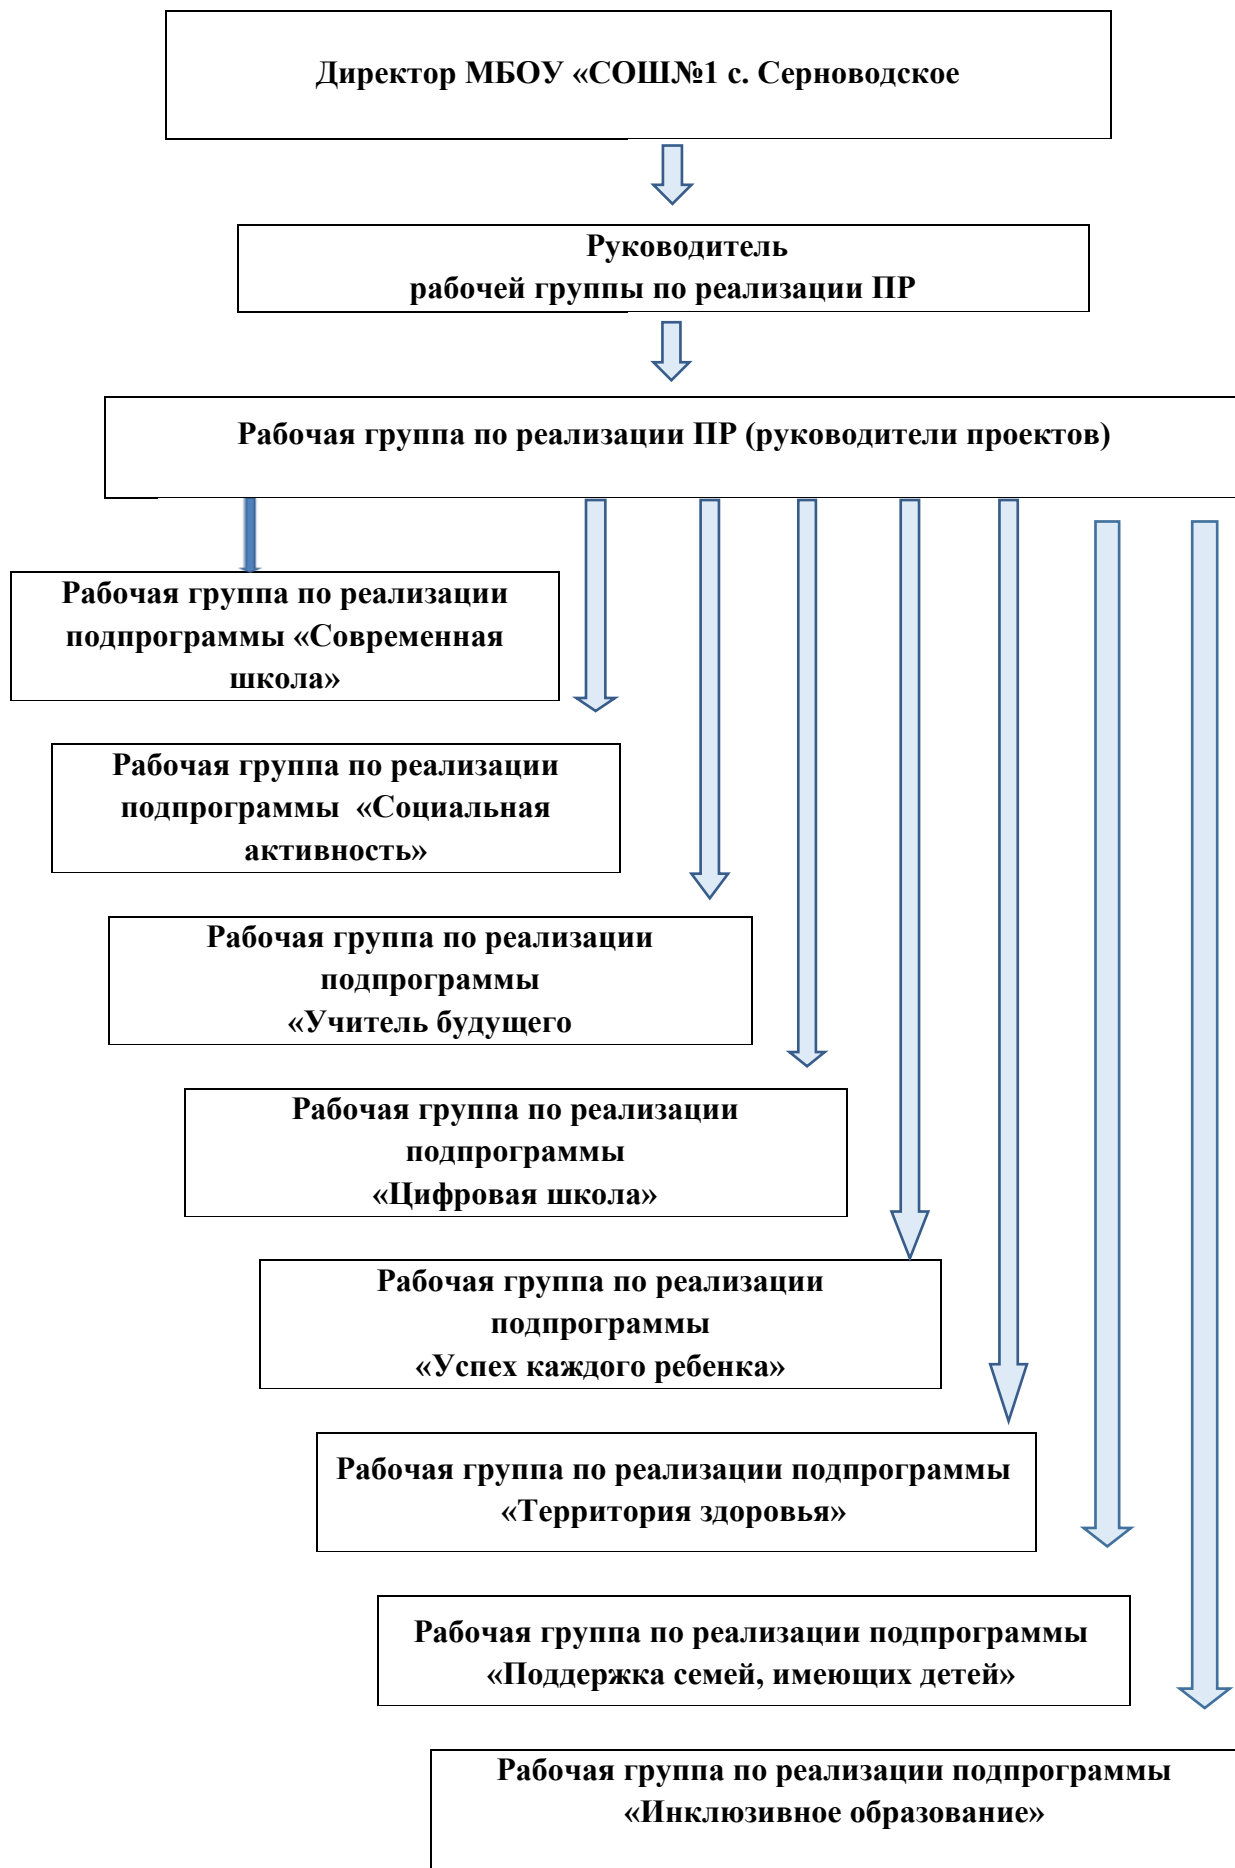 Директор МБОУ «СОШ№1 с. Серноводское
Руководитель
рабочей группы по реализации ПР
Рабочая группа по реализации ПР (руководители проектов)
Рабочая группа по реализации
подпрограммы «Современная
школа»
Рабочая группа по реализации
подпрограммы «Социальная
активность»
Рабочая группа по реализации
подпрограммы
«Учитель будущего
Рабочая группа по реализации
подпрограммы
«Цифровая школа»
Рабочая группа по реализации
подпрограммы
«Успех каждого ребенка»
Рабочая группа по реализации подпрограммы
«Территория здоровья»
Рабочая группа по реализации подпрограммы
«Поддержка семей, имеющих детей»
Рабочая группа по реализации подпрограммы
«Инклюзивное образование»